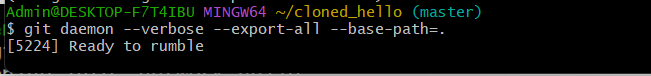 Admin@DESKTOP-F7T4IBU MINGW64 ~/cloned_hello (master)
$ git daemon --verbose --export-all --base-path=.
[5224] Ready to rumble